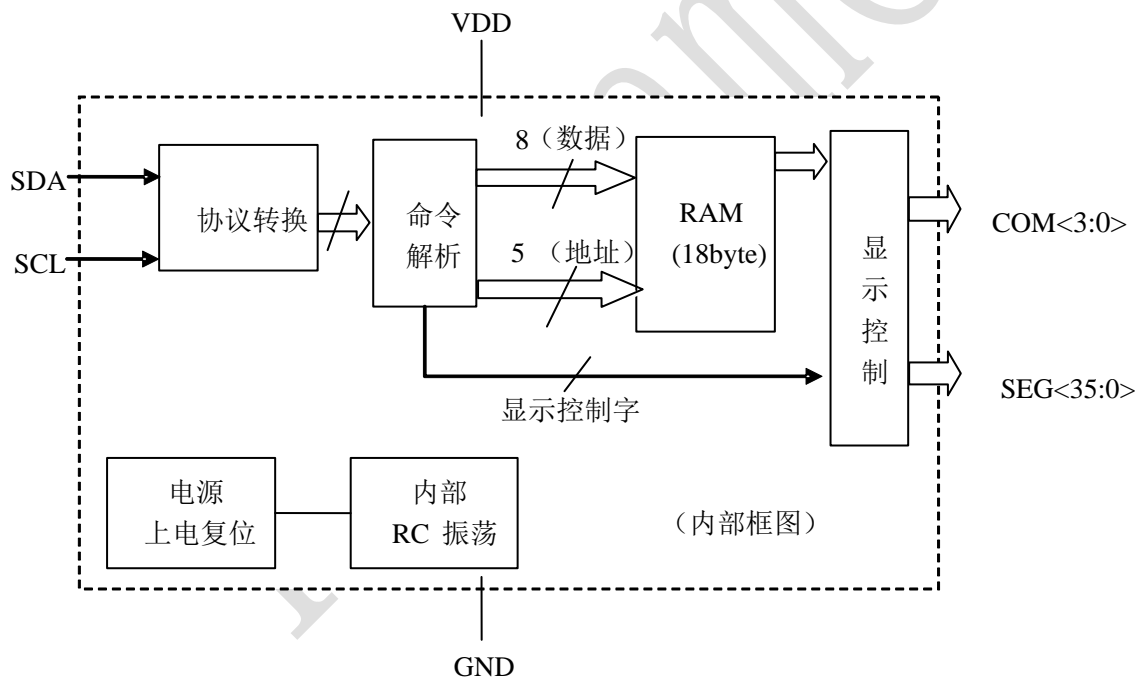 VDD
8（数据）
SDA
协议转换
命令
解析
RAM
(18byte)
显
示
控
制
COM<3:0>
SCL
5 （地址）
SEG<35:0>
显示控制字
电源
上电复位
内部
RC 振荡
（内部框图）
GND